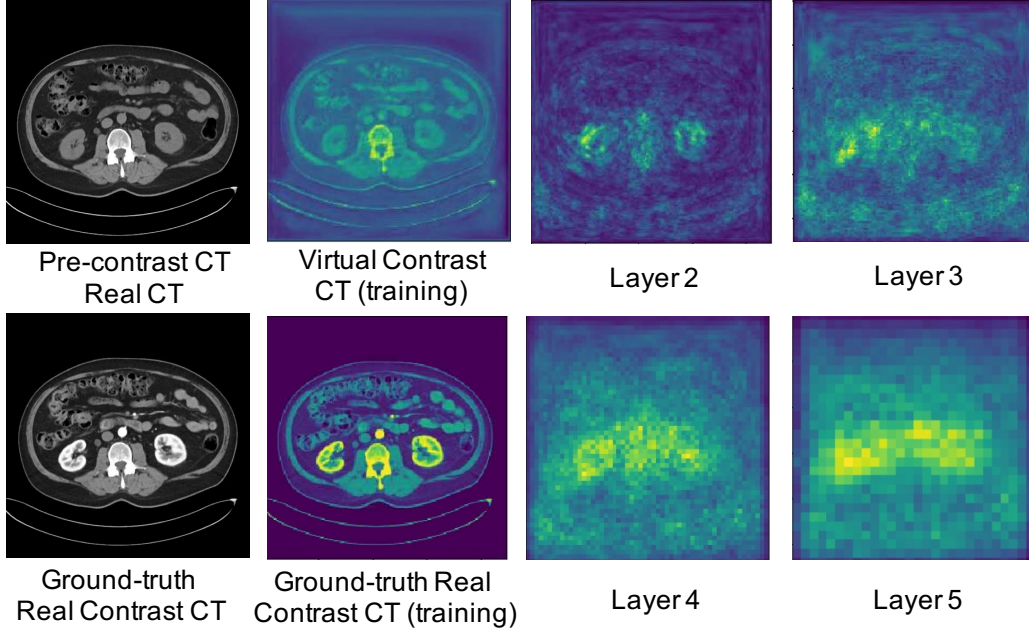 Pre-contrast CT
Real CT
Virtual Contrast
CT (training)
Layer 2
Layer 3
Ground-truth
Real Contrast CT
Ground-truth Real
Contrast CT (training)
Layer 4
Layer 5